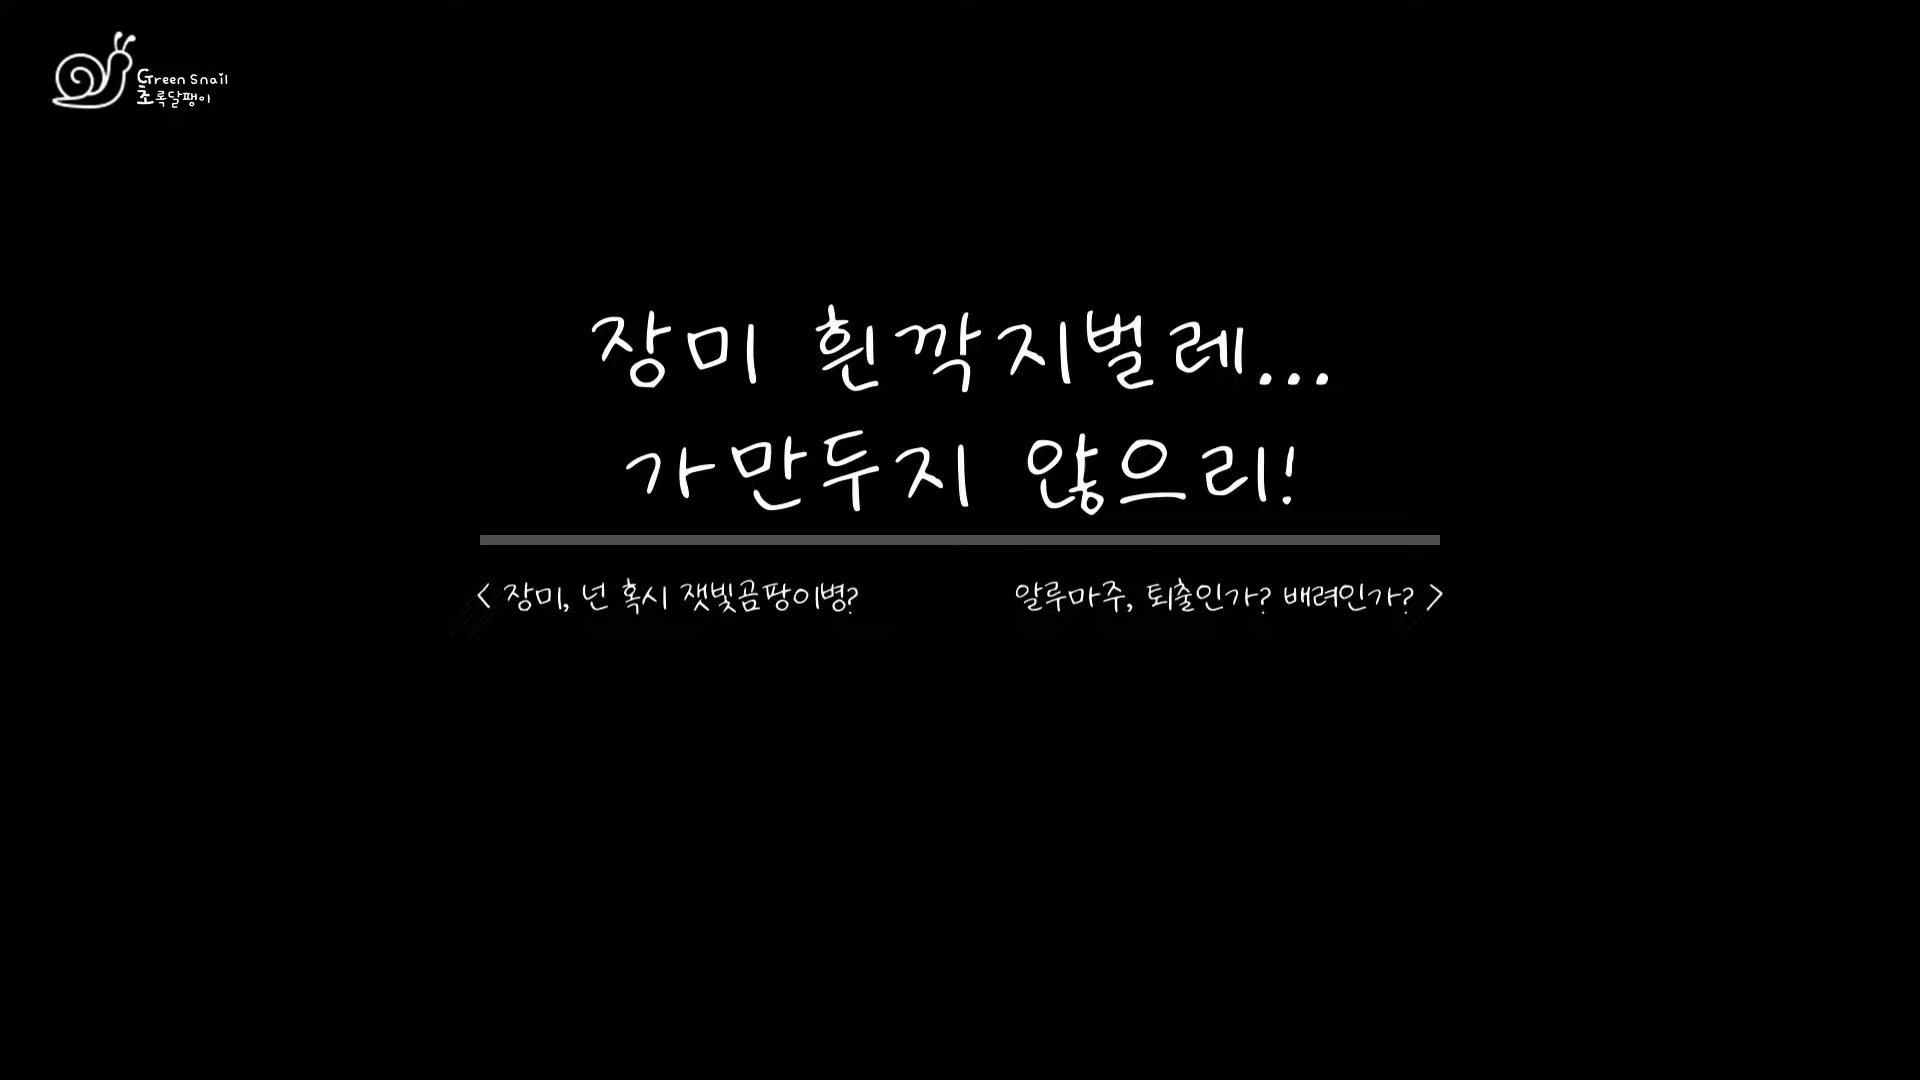 Green Snail
초록달팽이
장미 흰깍지벌레...
가만두지 않으리!
< 장미, 넌 혹시 잿빛곰팡이병?
알루마주, 퇴출인가? 배려인가? >